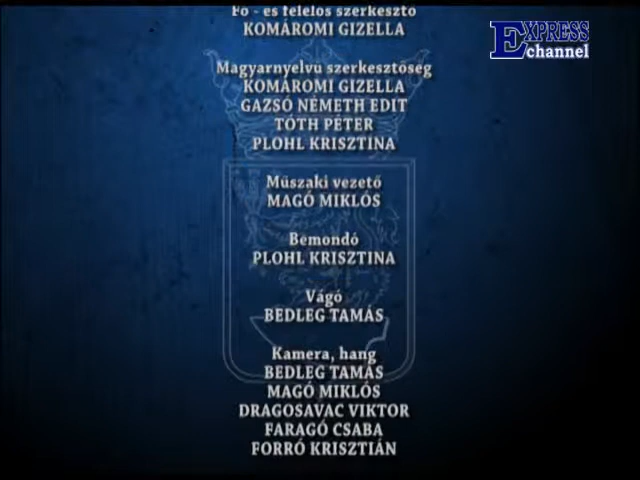 Fő - és felelős szerkesztő
KOMÁROMI GIZELLA
EXPRESS
channel
Magyarnyelvű szerkesztőség
KOMÁROMI GIZELLA
GAZSÓ NÉMETH EDIT
TÓTH PÉTER
PLOHL KRISZTINA
Műszaki vezető
MAGÓ MIKLÓS
Bemondó
PLOHL KRISZTINA
Vágó
BEDLEG TAMÁS
Kamera, hang
BEDLEG TAMÁS
MAGÓ MIKLÓS
DRAGOSAVAC VIKTOR
FARAGÓ CSABA
FORRÓ KRISZTIÁN